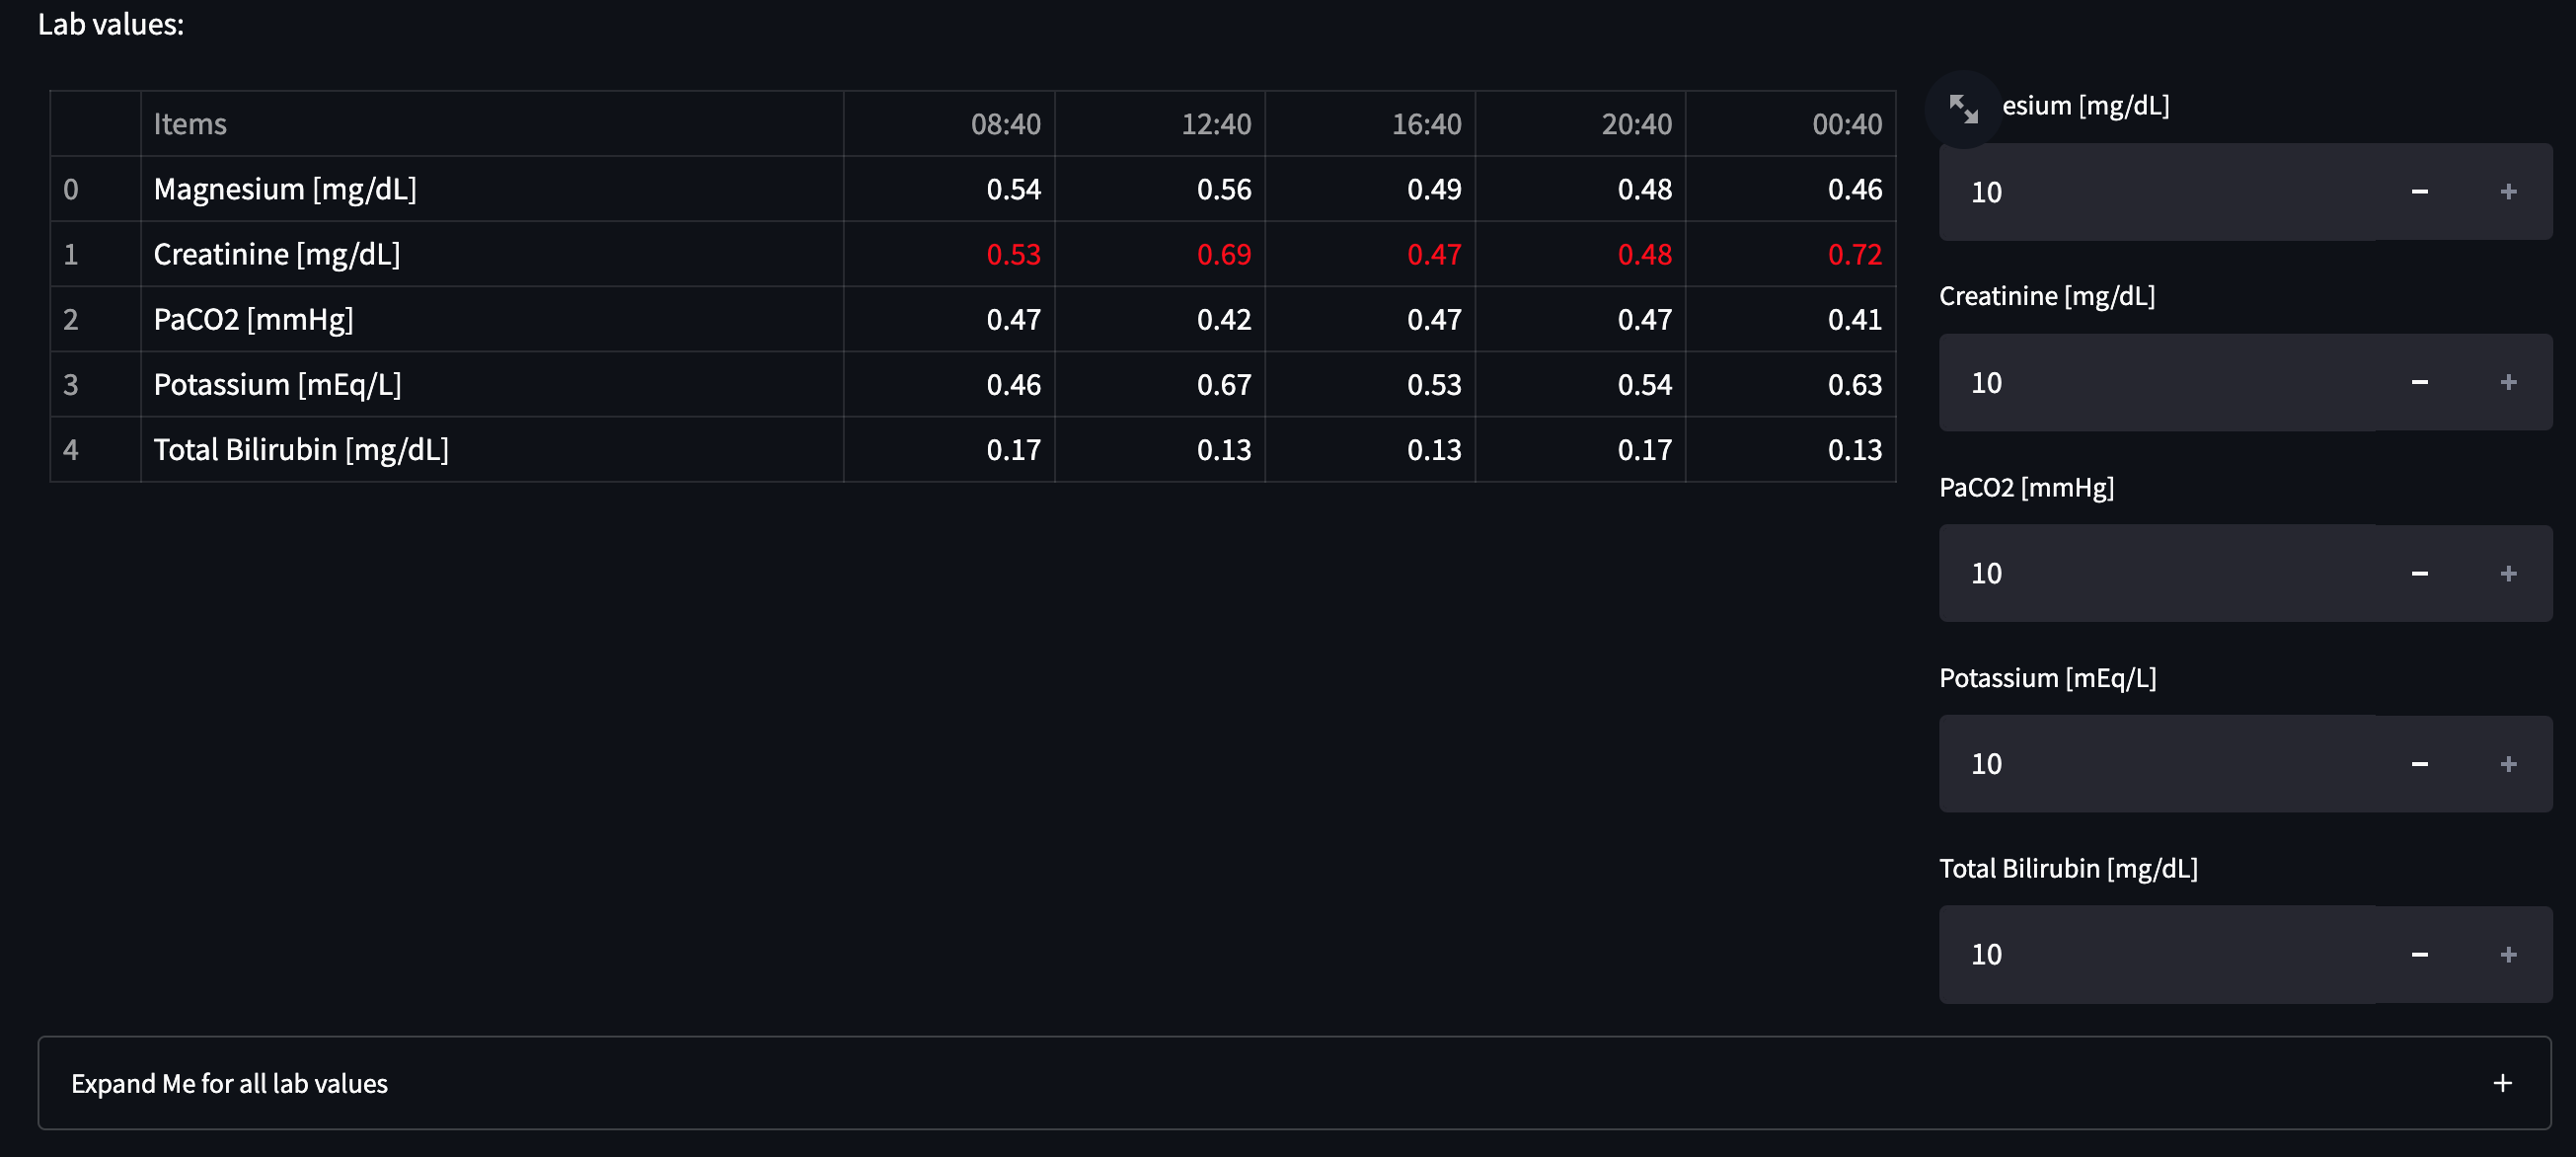 Lab values:
Items 08:40 12:40 16:40 20:40 00:40
0 Magnesium [mg/dL] 0.54 0.56 0.49 0.48 0.46
1 Creatinine [mg/dL] 0.53 0.69 0.47 0.48 0.72
2 PaCO2 [mmHg] 0.47 0.42 0.47 0.47 0.41
3 Potassium [mEq/L] 0.46 0.67 0.53 0.54 0.63
4 Total Bilirubin [mg/dL] 0.17 0.13 0.13 0.17 0.13
esium [mg/dL]
10 − +
Creatinine [mg/dL]
10 − +
PaCO2 [mmHg]
10 − +
Potassium [mEq/L]
10 − +
Total Bilirubin [mg/dL]
10 − +
Expand Me for all lab values +